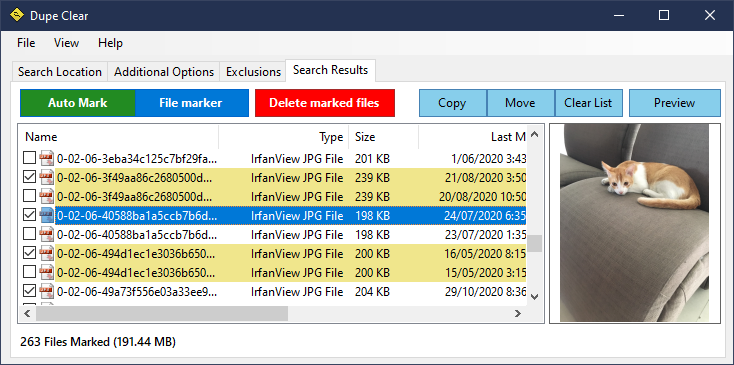 Dupe Clear
File View Help
Search Location Additional Options Exclusions Search Results
Auto Mark File marker Delete marked files Copy Move Clear List Preview
Name Type Size Last M
0-02-06-3eba34c125c7bf29fa... IrfanView JPG File 201 KB 1/06/2020 3:43
0-02-06-3f49aa86c2680500d... IrfanView JPG File 239 KB 21/08/2020 3:50
0-02-06-3f49aa86c2680500d... IrfanView JPG File 239 KB 20/08/2020 10:50
0-02-06-40588ba1a5ccb7b6d... IrfanView JPG File 198 KB 24/07/2020 6:35
0-02-06-40588ba1a5ccb7b6d... IrfanView JPG File 198 KB 23/07/2020 1:35
0-02-06-494d1ec1e3036b650... IrfanView JPG File 200 KB 16/05/2020 8:15
0-02-06-494d1ec1e3036b650... IrfanView JPG File 200 KB 15/05/2020 3:15
0-02-06-49a73f556e03a33ee9... IrfanView JPG File 204 KB 29/10/2020 8:36
263 Files Marked (191.44 MB)